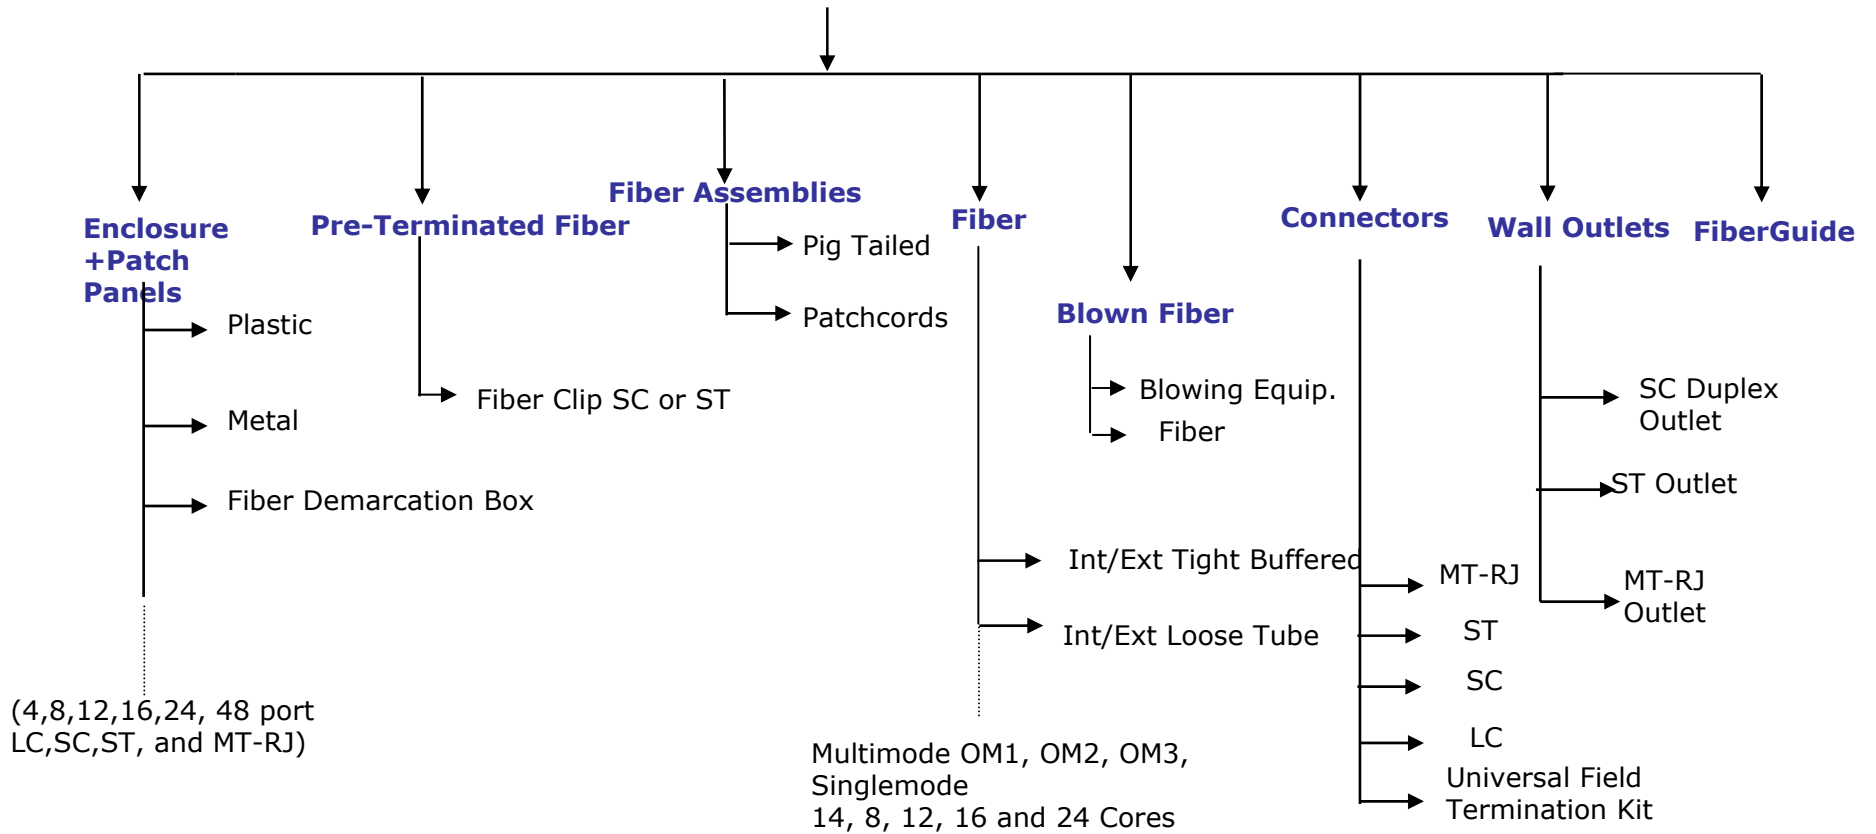 Enclosure
+Patch
Panels
Plastic
Metal
Fiber Demarcation Box
(4,8,12,16,24, 48 port
LC,SC,ST, and MT-RJ)
Pre-Terminated Fiber
Fiber Clip SC or ST
Fiber Assemblies
Pig Tailed
Patchcords
Fiber
Int/Ext Tight Buffered
Int/Ext Loose Tube
Multimode OM1, OM2, OM3,
Singlemode
14, 8, 12, 16 and 24 Cores
Blown Fiber
Blowing Equip.
Fiber
Connectors
MT-RJ
ST
SC
LC
Universal Field
Termination Kit
Wall Outlets
SC Duplex
Outlet
ST Outlet
MT-RJ
Outlet
FiberGuide